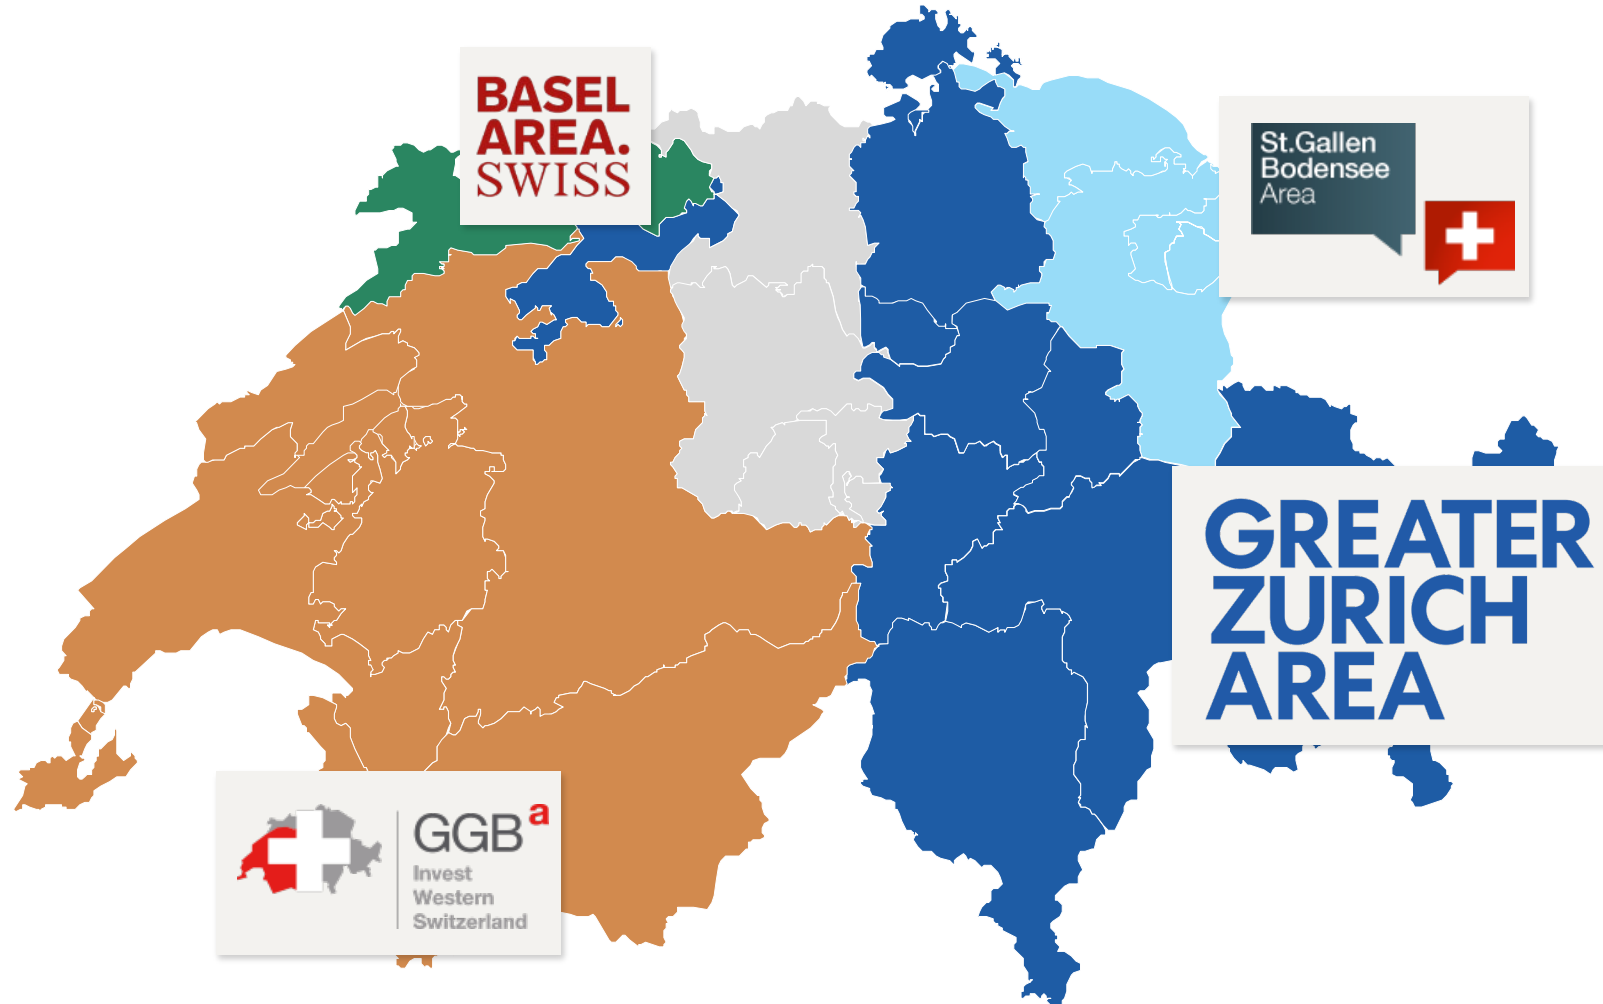 BASEL
AREA.
SWISS
St.Gallen
Bodensee
Area
GREATER
ZURICH
AREA
GGBa
Invest
Western
Switzerland